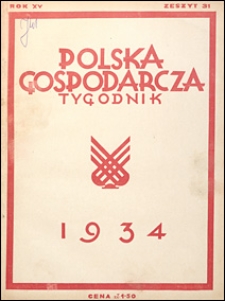 ROK XV ZESZYT 31
POLSKA
GOSPODARCZA
TYGODNIK
1934
CENA zł 1·50